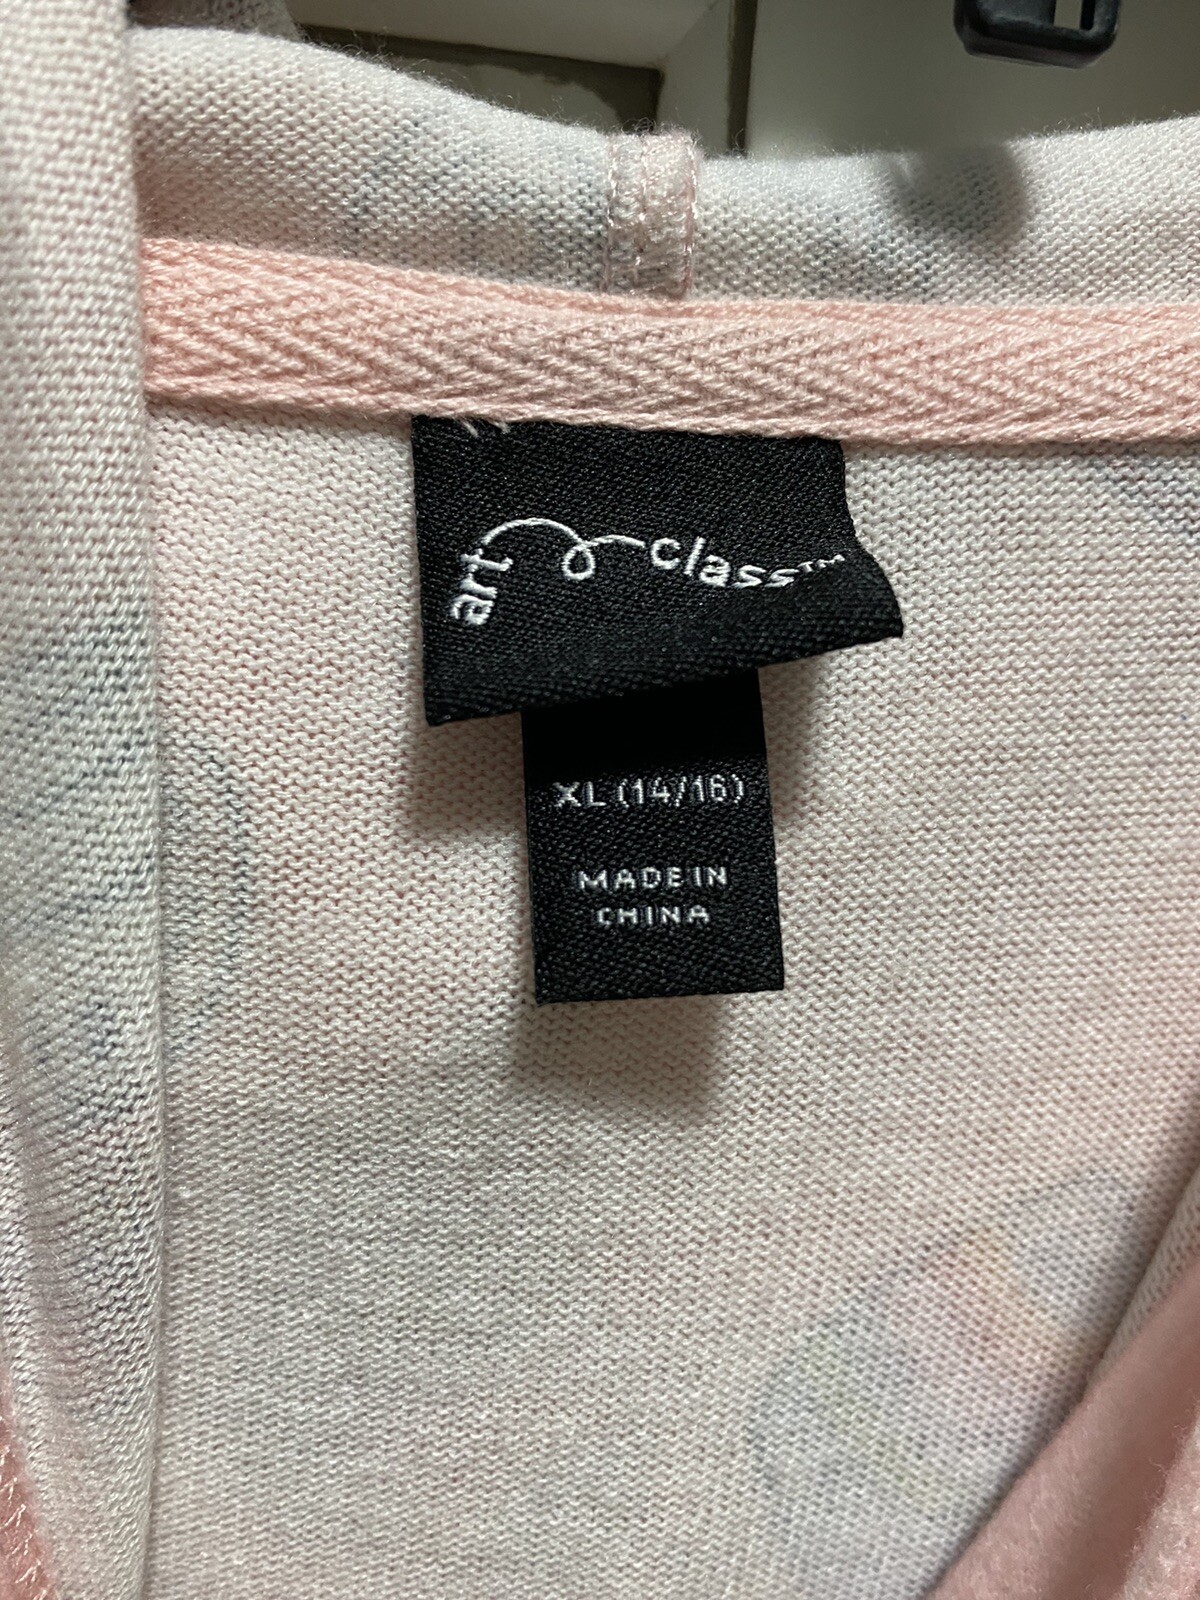 art class™
XL (14/16)
MADE IN
CHINA